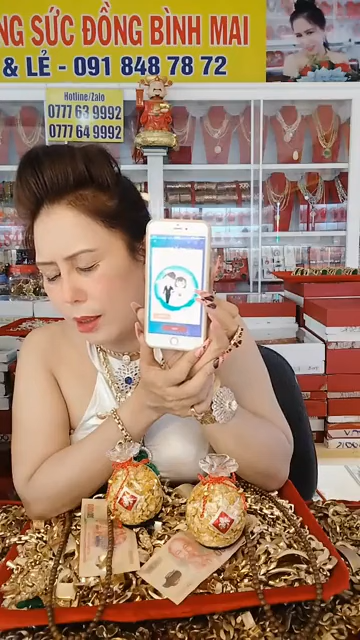 NG SỨC ĐỒNG BÌNH MAI
& LẺ - 091 848 78 72
Hotline/Zalo
0777 63 9992
0777 64 9992